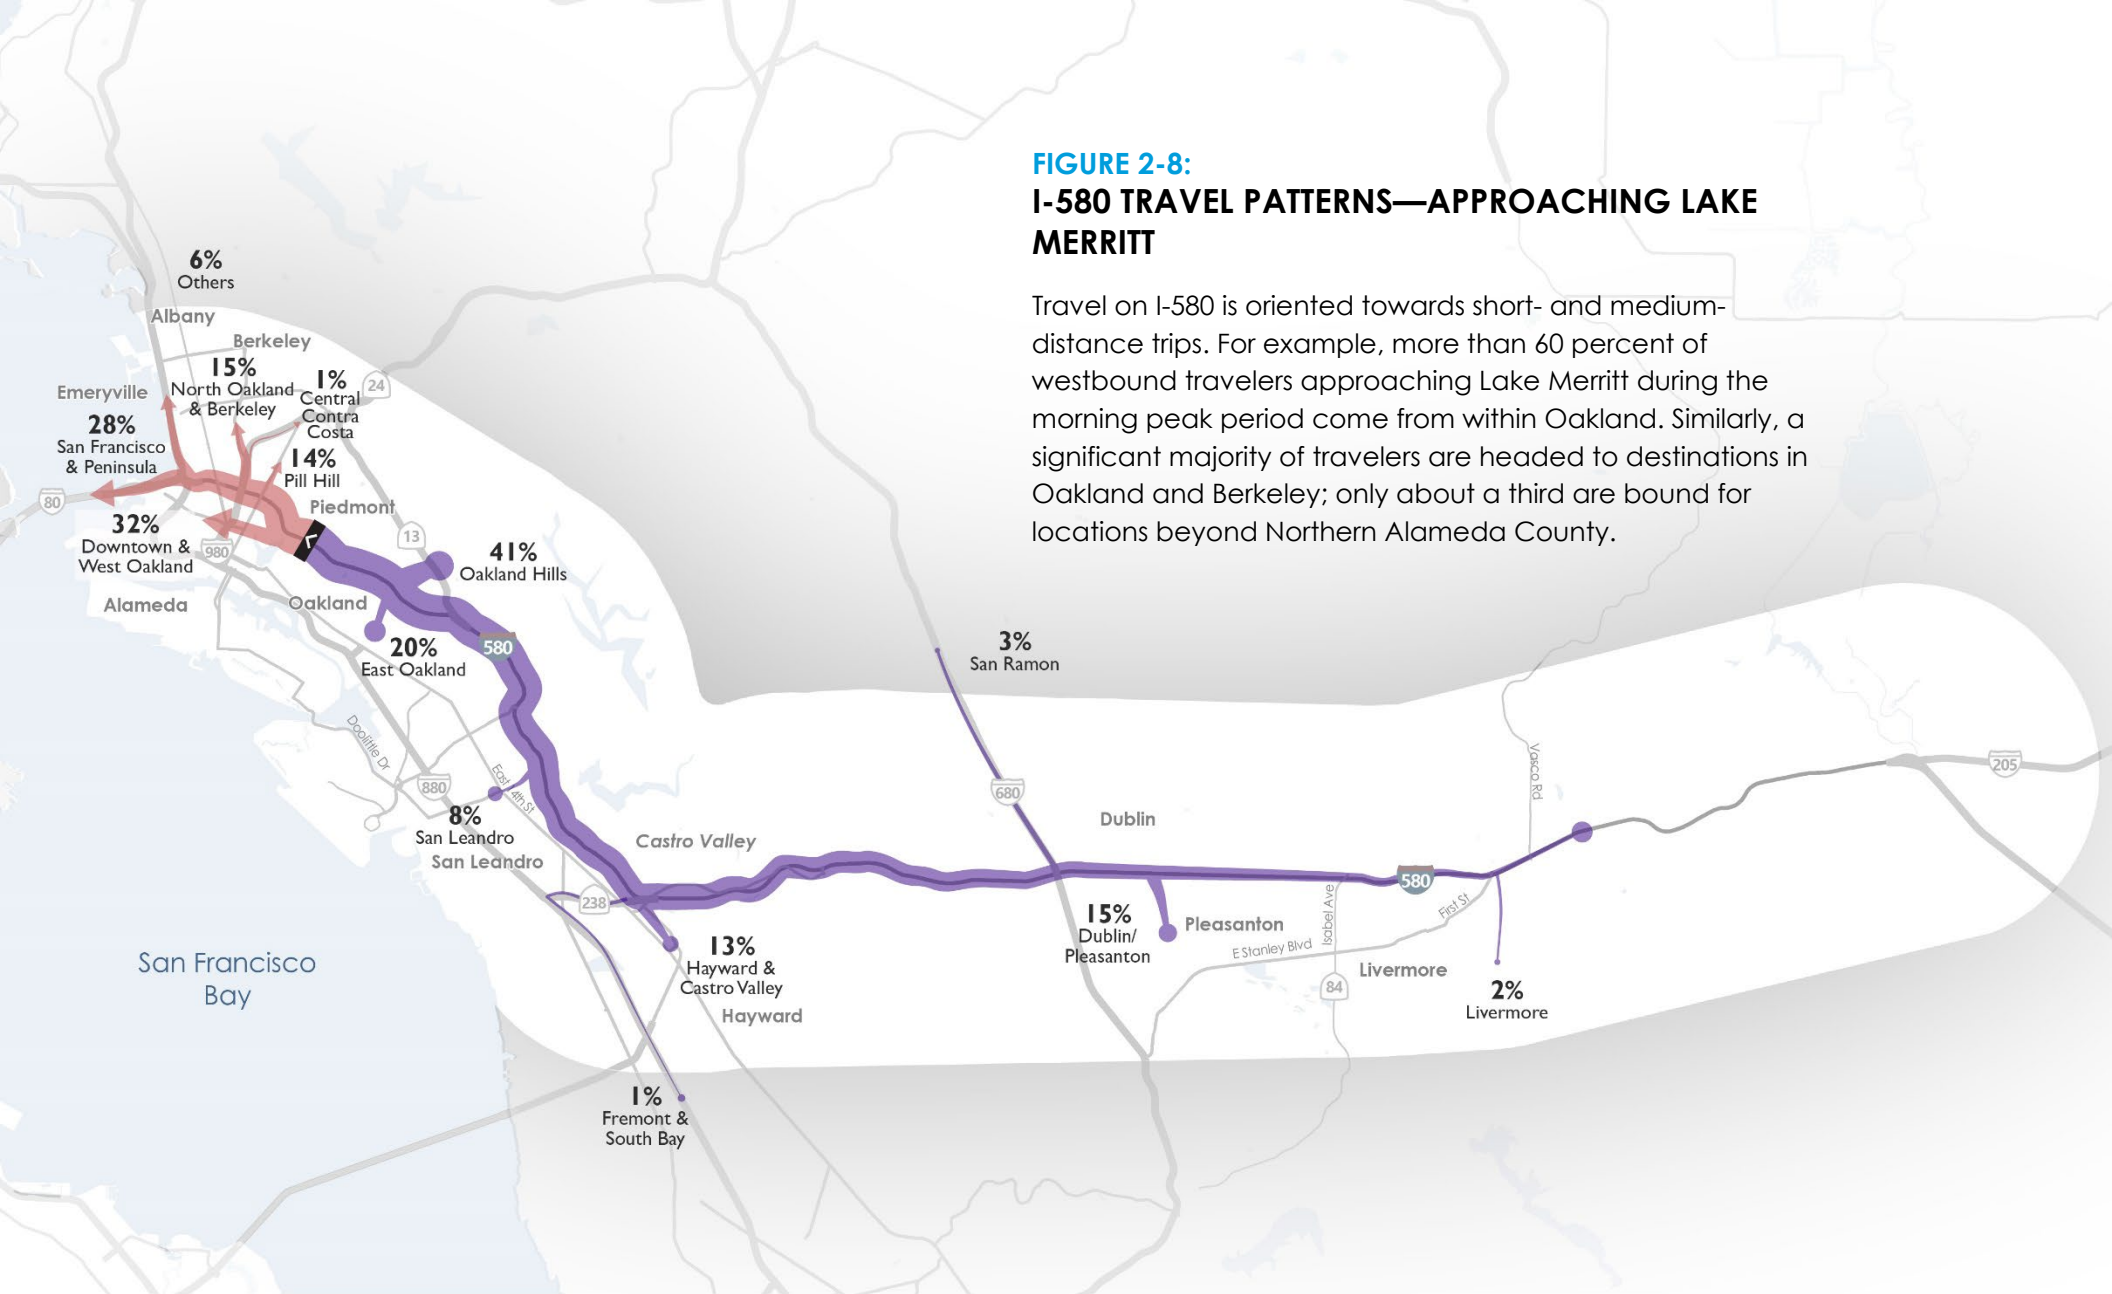 FIGURE 2-8:
I-580 TRAVEL PATTERNS—APPROACHING LAKE
MERRITT
Travel on I-580 is oriented towards short- and medium-
distance trips. For example, more than 60 percent of
westbound travelers approaching Lake Merritt during the
morning peak period come from within Oakland. Similarly, a
significant majority of travelers are headed to destinations in
Oakland and Berkeley; only about a third are bound for
locations beyond Northern Alameda County.
6%
Others
Albany
Berkeley
15%
North Oakland
& Berkeley
1%
Central
Contra
Costa
24
Emeryville
28%
San Francisco
& Peninsula
14%
Pill Hill
80
Piedmont
32%
Downtown &
West Oakland
980
13
41%
Oakland Hills
Alameda
Oakland
20%
East Oakland
580
3%
San Ramon
Doolittle Dr
880
East 14th St
8%
San Leandro
San Leandro
Castro Valley
680
Dublin
Vasco Rd
205
238
580
Isabel Ave
First St
15%
Dublin/
Pleasanton
Pleasanton
E Stanley Blvd
13%
Hayward &
Castro Valley
Hayward
84
Livermore
2%
Livermore
San Francisco
Bay
1%
Fremont &
South Bay